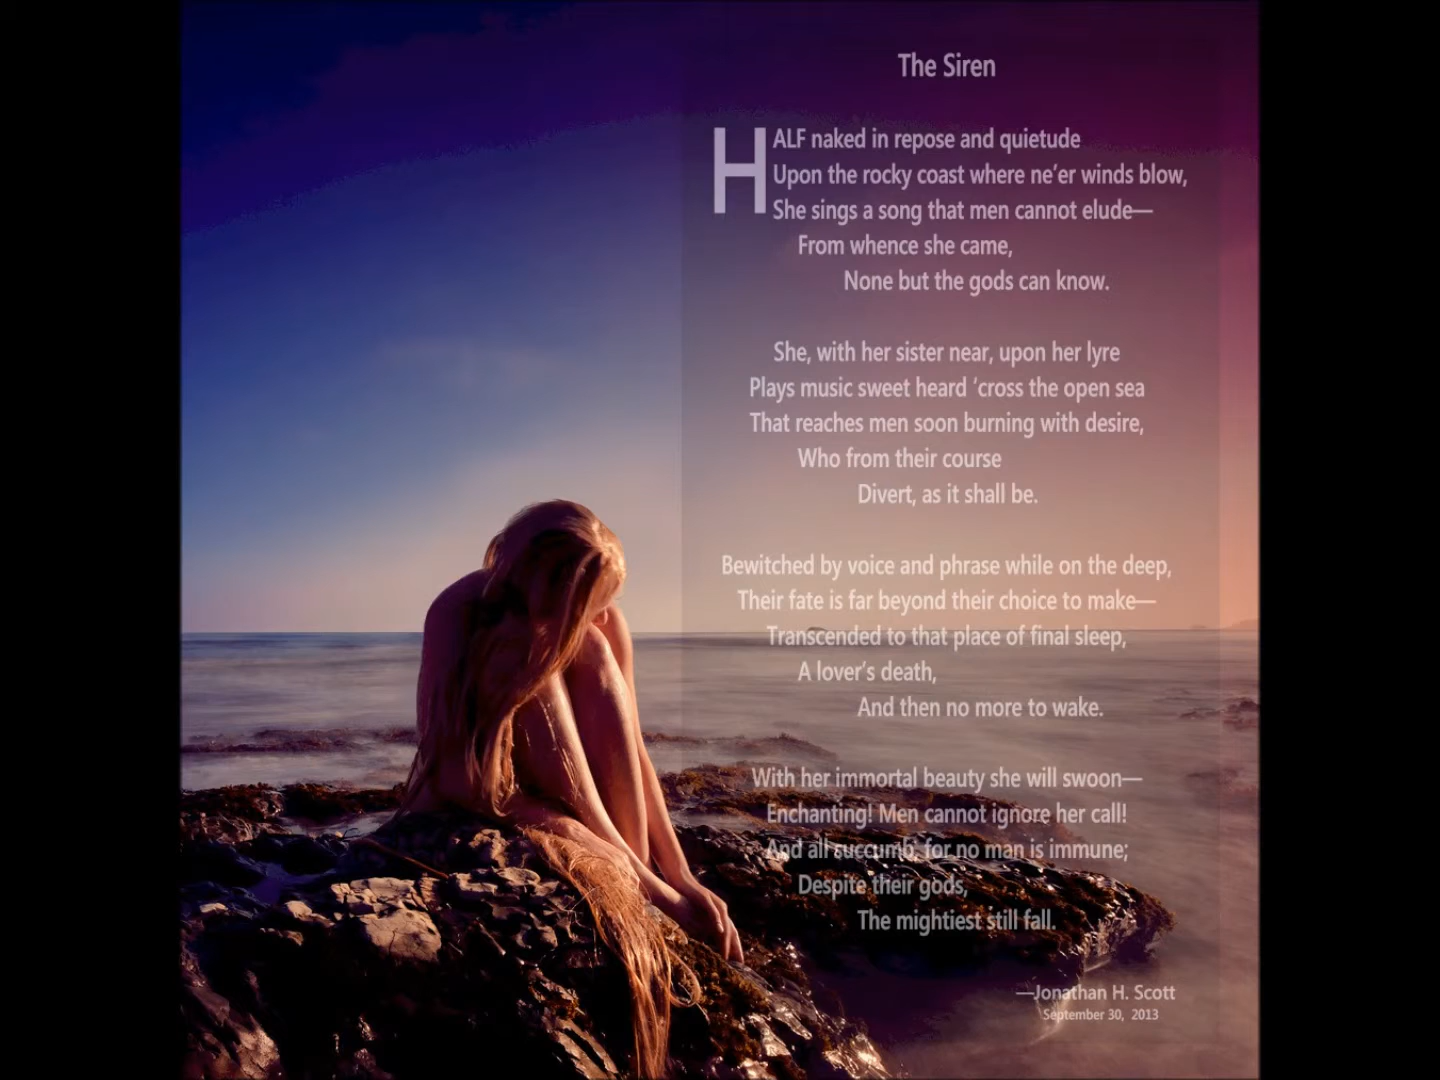 The Siren
HALF naked in repose and quietude
Upon the rocky coast where ne’er winds blow,
She sings a song that men cannot elude—
From whence she came,
None but the gods can know.
She, with her sister near, upon her lyre
Plays music sweet heard ‘cross the open sea
That reaches men soon burning with desire,
Who from their course
Divert, as it shall be.
Bewitched by voice and phrase while on the deep,
Their fate is far beyond their choice to make—
Transcended to that place of final sleep,
A lover’s death,
And then no more to wake.
With her immortal beauty she will swoon—
Enchanting! Men cannot ignore her call!
And all succumb, for no man is immune;
Despite their gods,
The mightiest still fall.
—Jonathan H. Scott
September 30, 2013